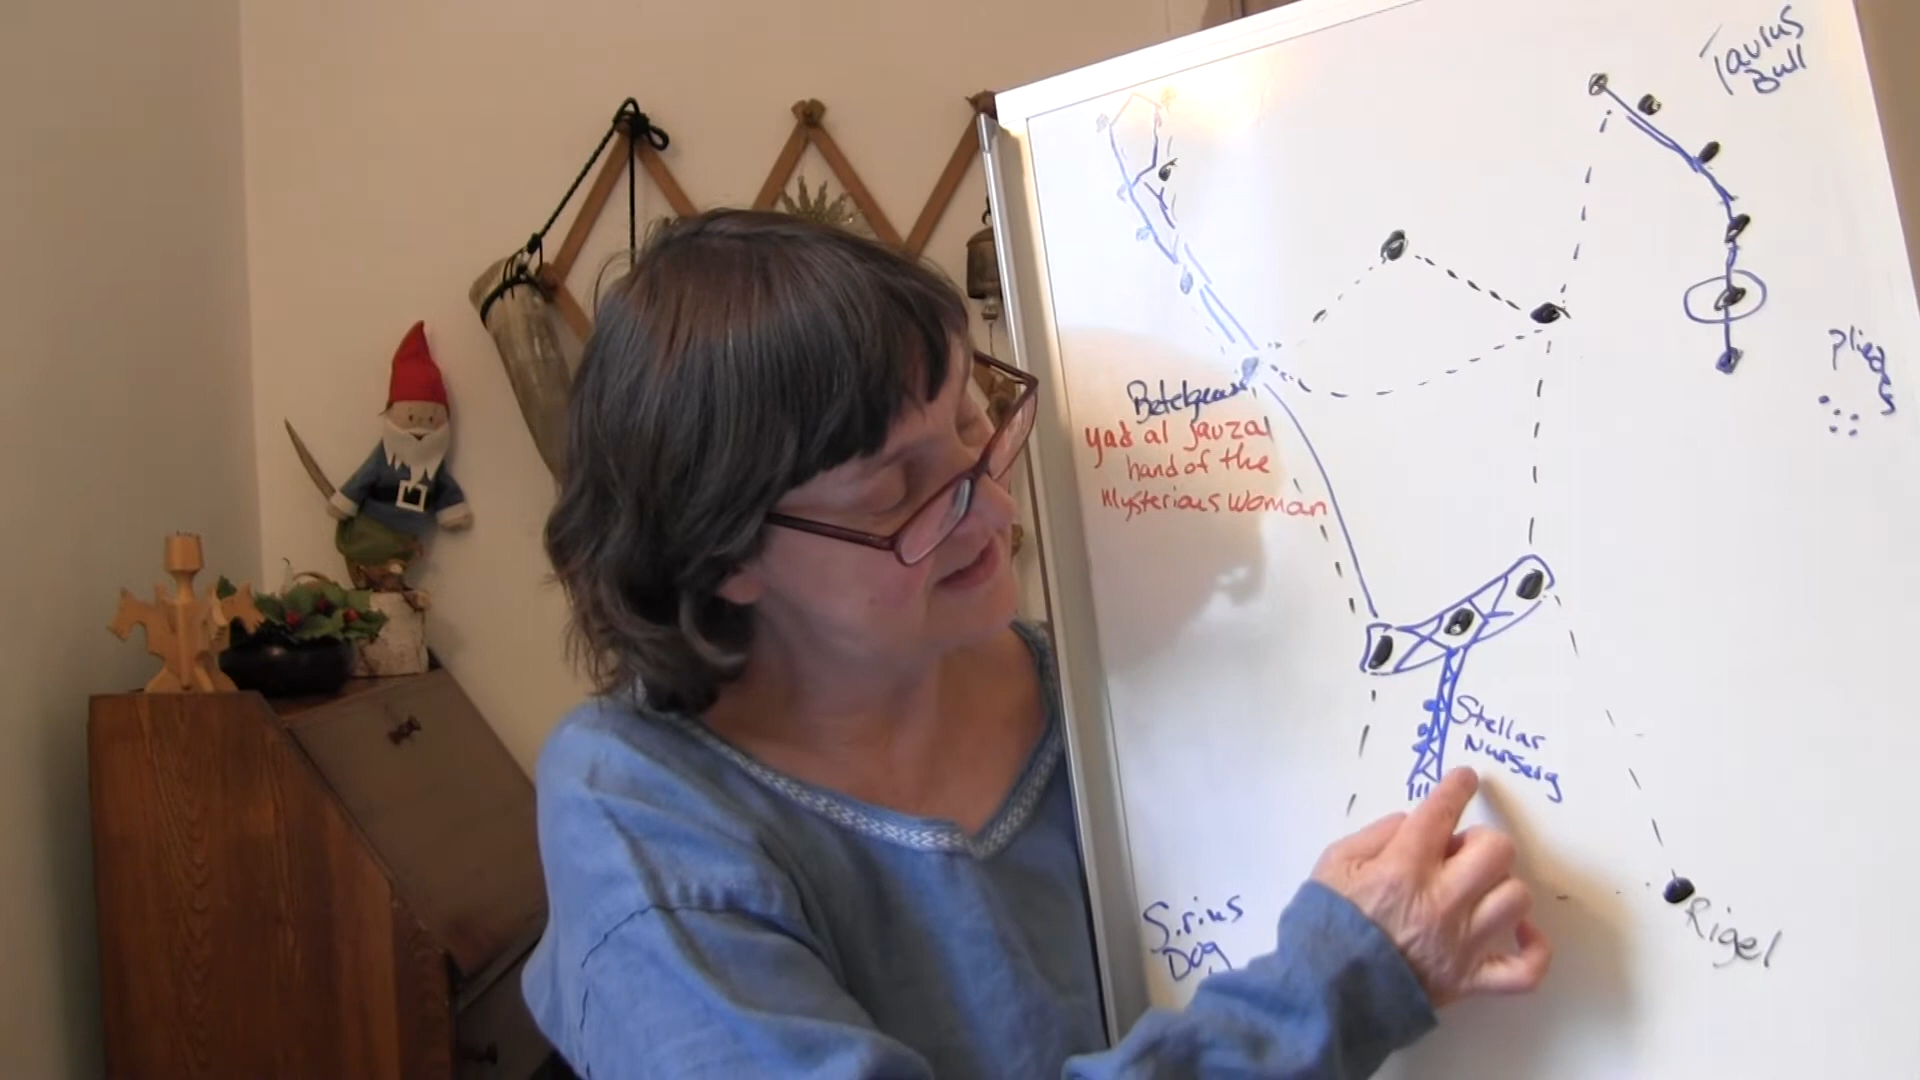 Taurus
Bull
Pliedes
Betelgeuse
yad al Jauzal
hand of the
Mysterious Woman
Stellar
Nursery
Sirius
Dog
Rigel